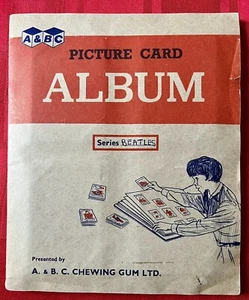 A&BC
PICTURE CARD
ALBUM
Series BEATLES
Presented by
A. & B. C. CHEWING GUM LTD.